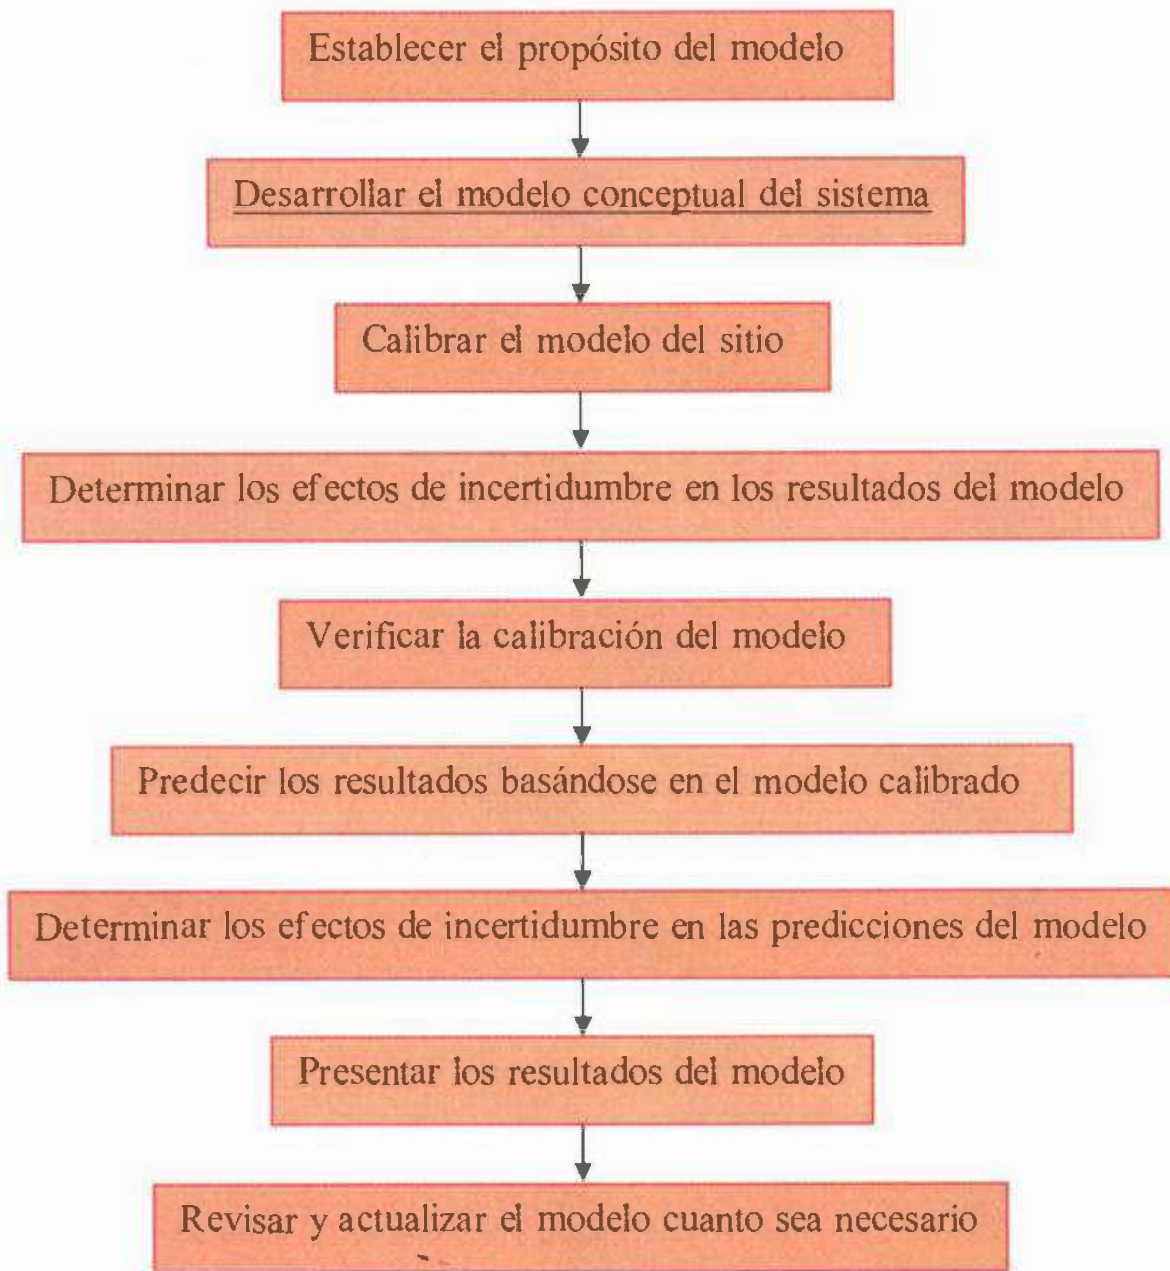 Establecer el propósito del modelo
Desarrollar el modelo conceptual del sistema
Calibrar el modelo del sitio
Determinar los efectos de incertidumbre en los resultados del modelo
Verificar la calibración del modelo
Predecir los resultados basándose en el modelo calibrado
Determinar los efectos de incertidumbre en las predicciones del modelo
Presentar los resultados del modelo
Revisar y actualizar el modelo cuanto sea necesario